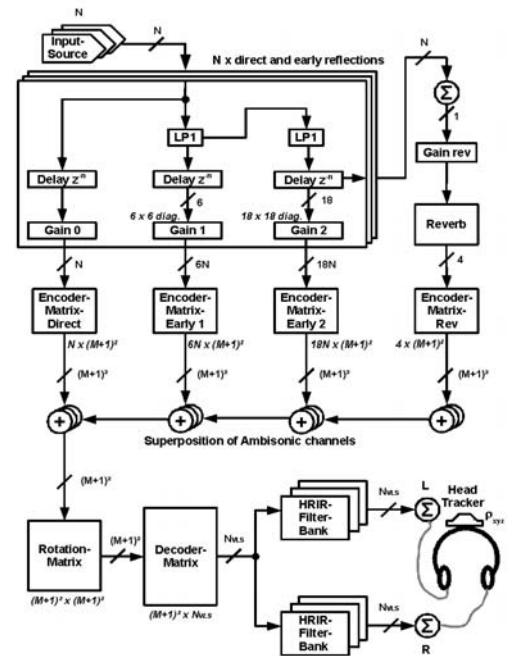 N
Input-
Source
N
N x direct and early reflections
N
Σ
1
LP1
LP1
Gain rev
Delay z⁻ⁿ
Delay z⁻ⁿ
Delay z⁻ⁿ
6
18
6 x 6 diag.
18 x 18 diag.
Reverb
Gain 0
Gain 1
Gain 2
N
6N
18N
4
Encoder-
Matrix-
Direct
Encoder-
Matrix-
Early 1
Encoder-
Matrix-
Early 2
Encoder-
Matrix-
Rev
N x (M+1)²
6N x (M+1)²
18N x (M+1)²
4 x (M+1)²
(M+1)²
(M+1)²
(M+1)²
(M+1)²
+
+
+
+
Superposition of Ambisonic channels
(M+1)²
Rotation-
Matrix
(M+1)² x (M+1)²
(M+1)²
Decoder-
Matrix
(M+1)² x NVLS
NVLS
HRIR-
Filter-
Bank
NVLS
L
Σ
Head
Tracker
ρxyz
HRIR-
Filter-
Bank
NVLS
Σ
R